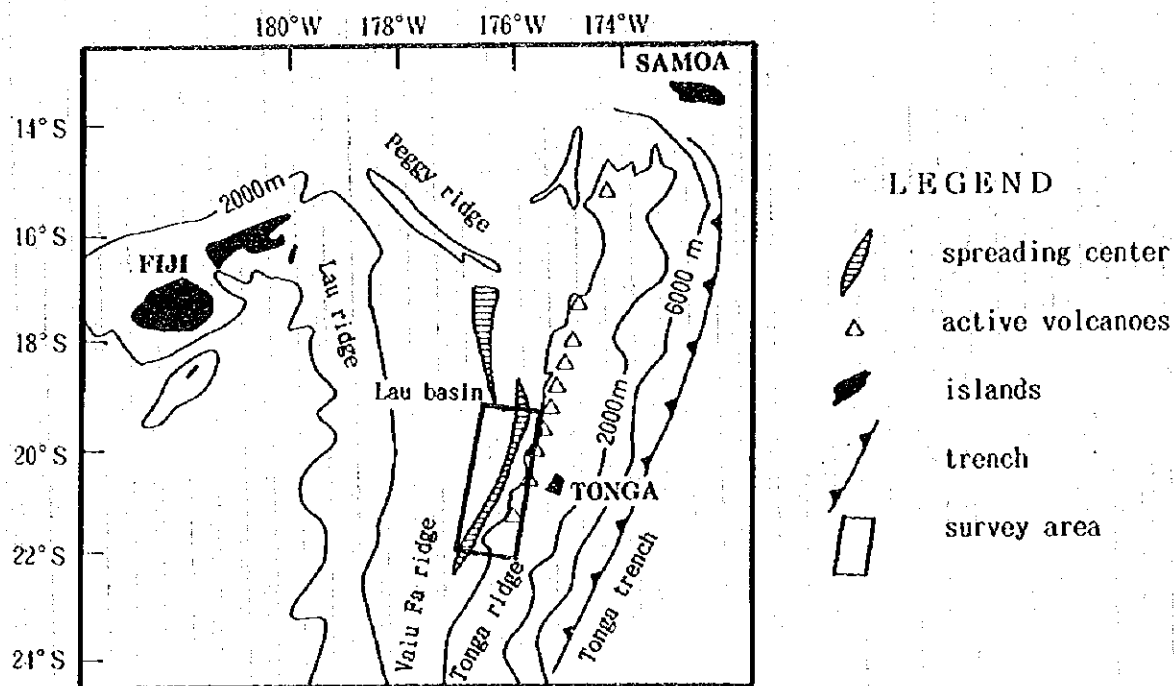 180°W 178°W 176°W 174°W
SAMOA
14°S
Peggy ridge
2000m
LEGEND
16°S
FIJI
Lau ridge
6000 m
spreading center
active volcanoes
18°S
Lau basin
islands
20°S
2000m
TONGA
trench
survey area
22°S
Valu Fa ridge
Tonga ridge
Tonga trench
24°S